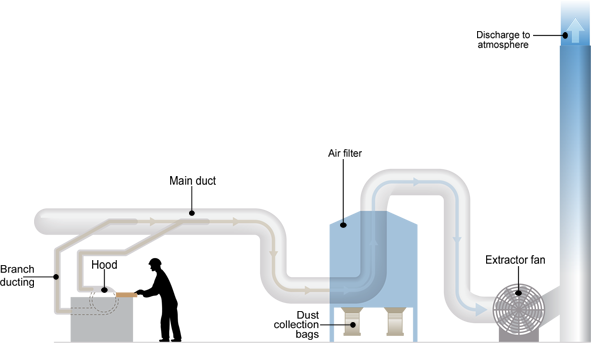 Discharge to
atmosphere
Air filter
Main duct
Extractor fan
Branch
ducting
Hood
Dust
collection
bags